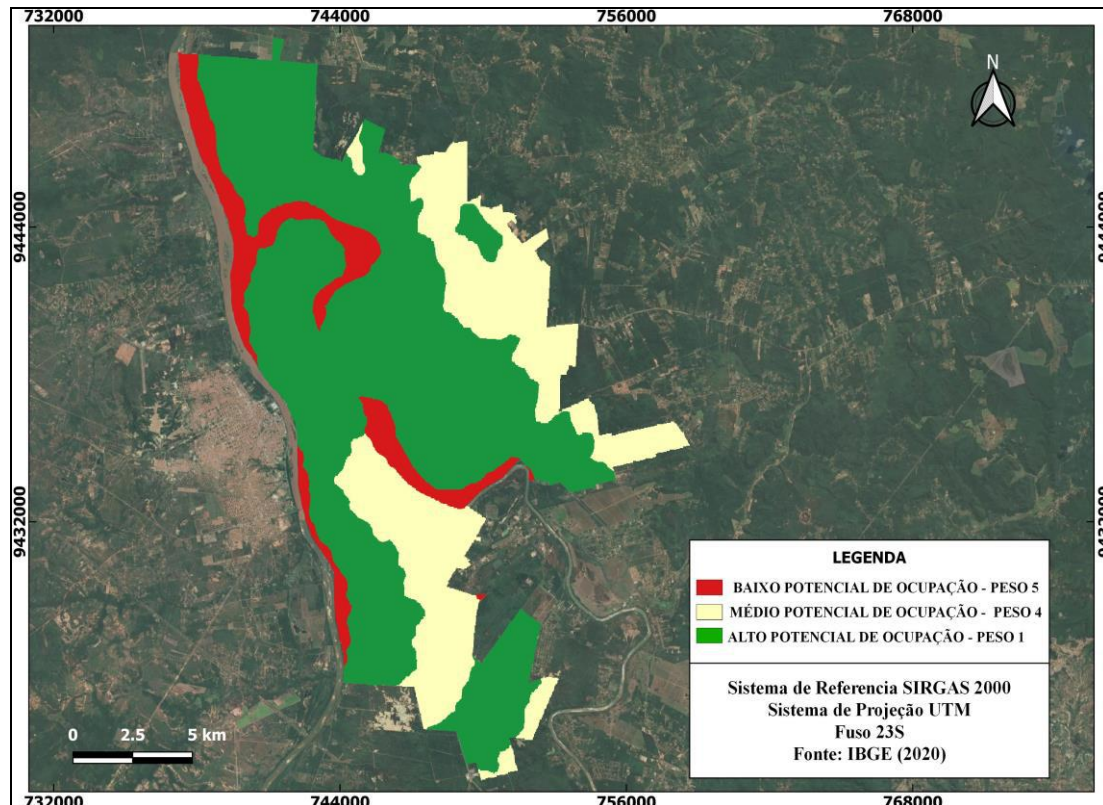 732000 744000 756000 768000
N
9444000 9444000
9432000 9432000
LEGENDA
BAIXO POTENCIAL DE OCUPAÇÃO - PESO 5
MÉDIO POTENCIAL DE OCUPAÇÃO - PESO 4
ALTO POTENCIAL DE OCUPAÇÃO - PESO 1
Sistema de Referencia SIRGAS 2000
Sistema de Projeção UTM
Fuso 23S
Fonte: IBGE (2020)
0 2.5 5 km
732000 744000 756000 768000